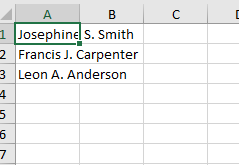 A B C
1 Josephine S. Smith
2 Francis J. Carpenter
3 Leon A. Anderson
4
5
6
7